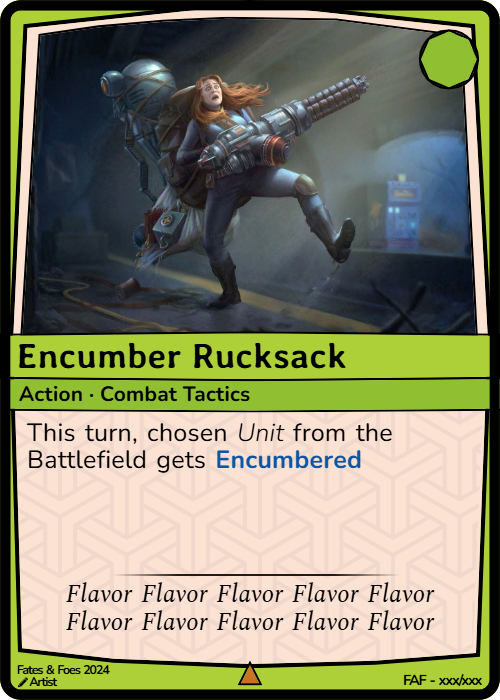 Encumber Rucksack
Action · Combat Tactics
This turn, chosen Unit from the
Battlefield gets Encumbered
Flavor Flavor Flavor Flavor Flavor
Flavor Flavor Flavor Flavor Flavor
Fates & Foes 2024
Artist
FAF - xxx/xxx